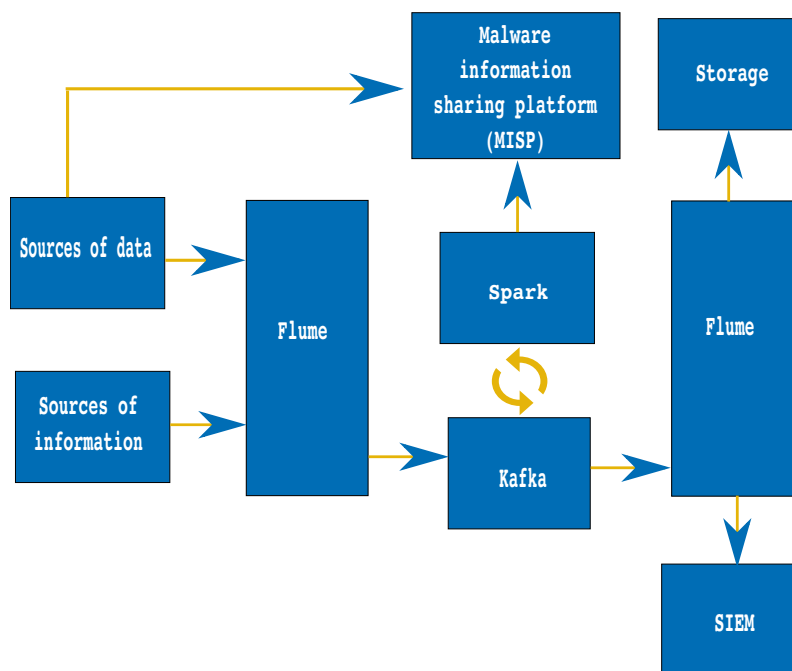 Malware
information
sharing platform
(MISP)
Storage
Sources of data
Flume
Spark
Flume
Sources of
information
Kafka
SIEM